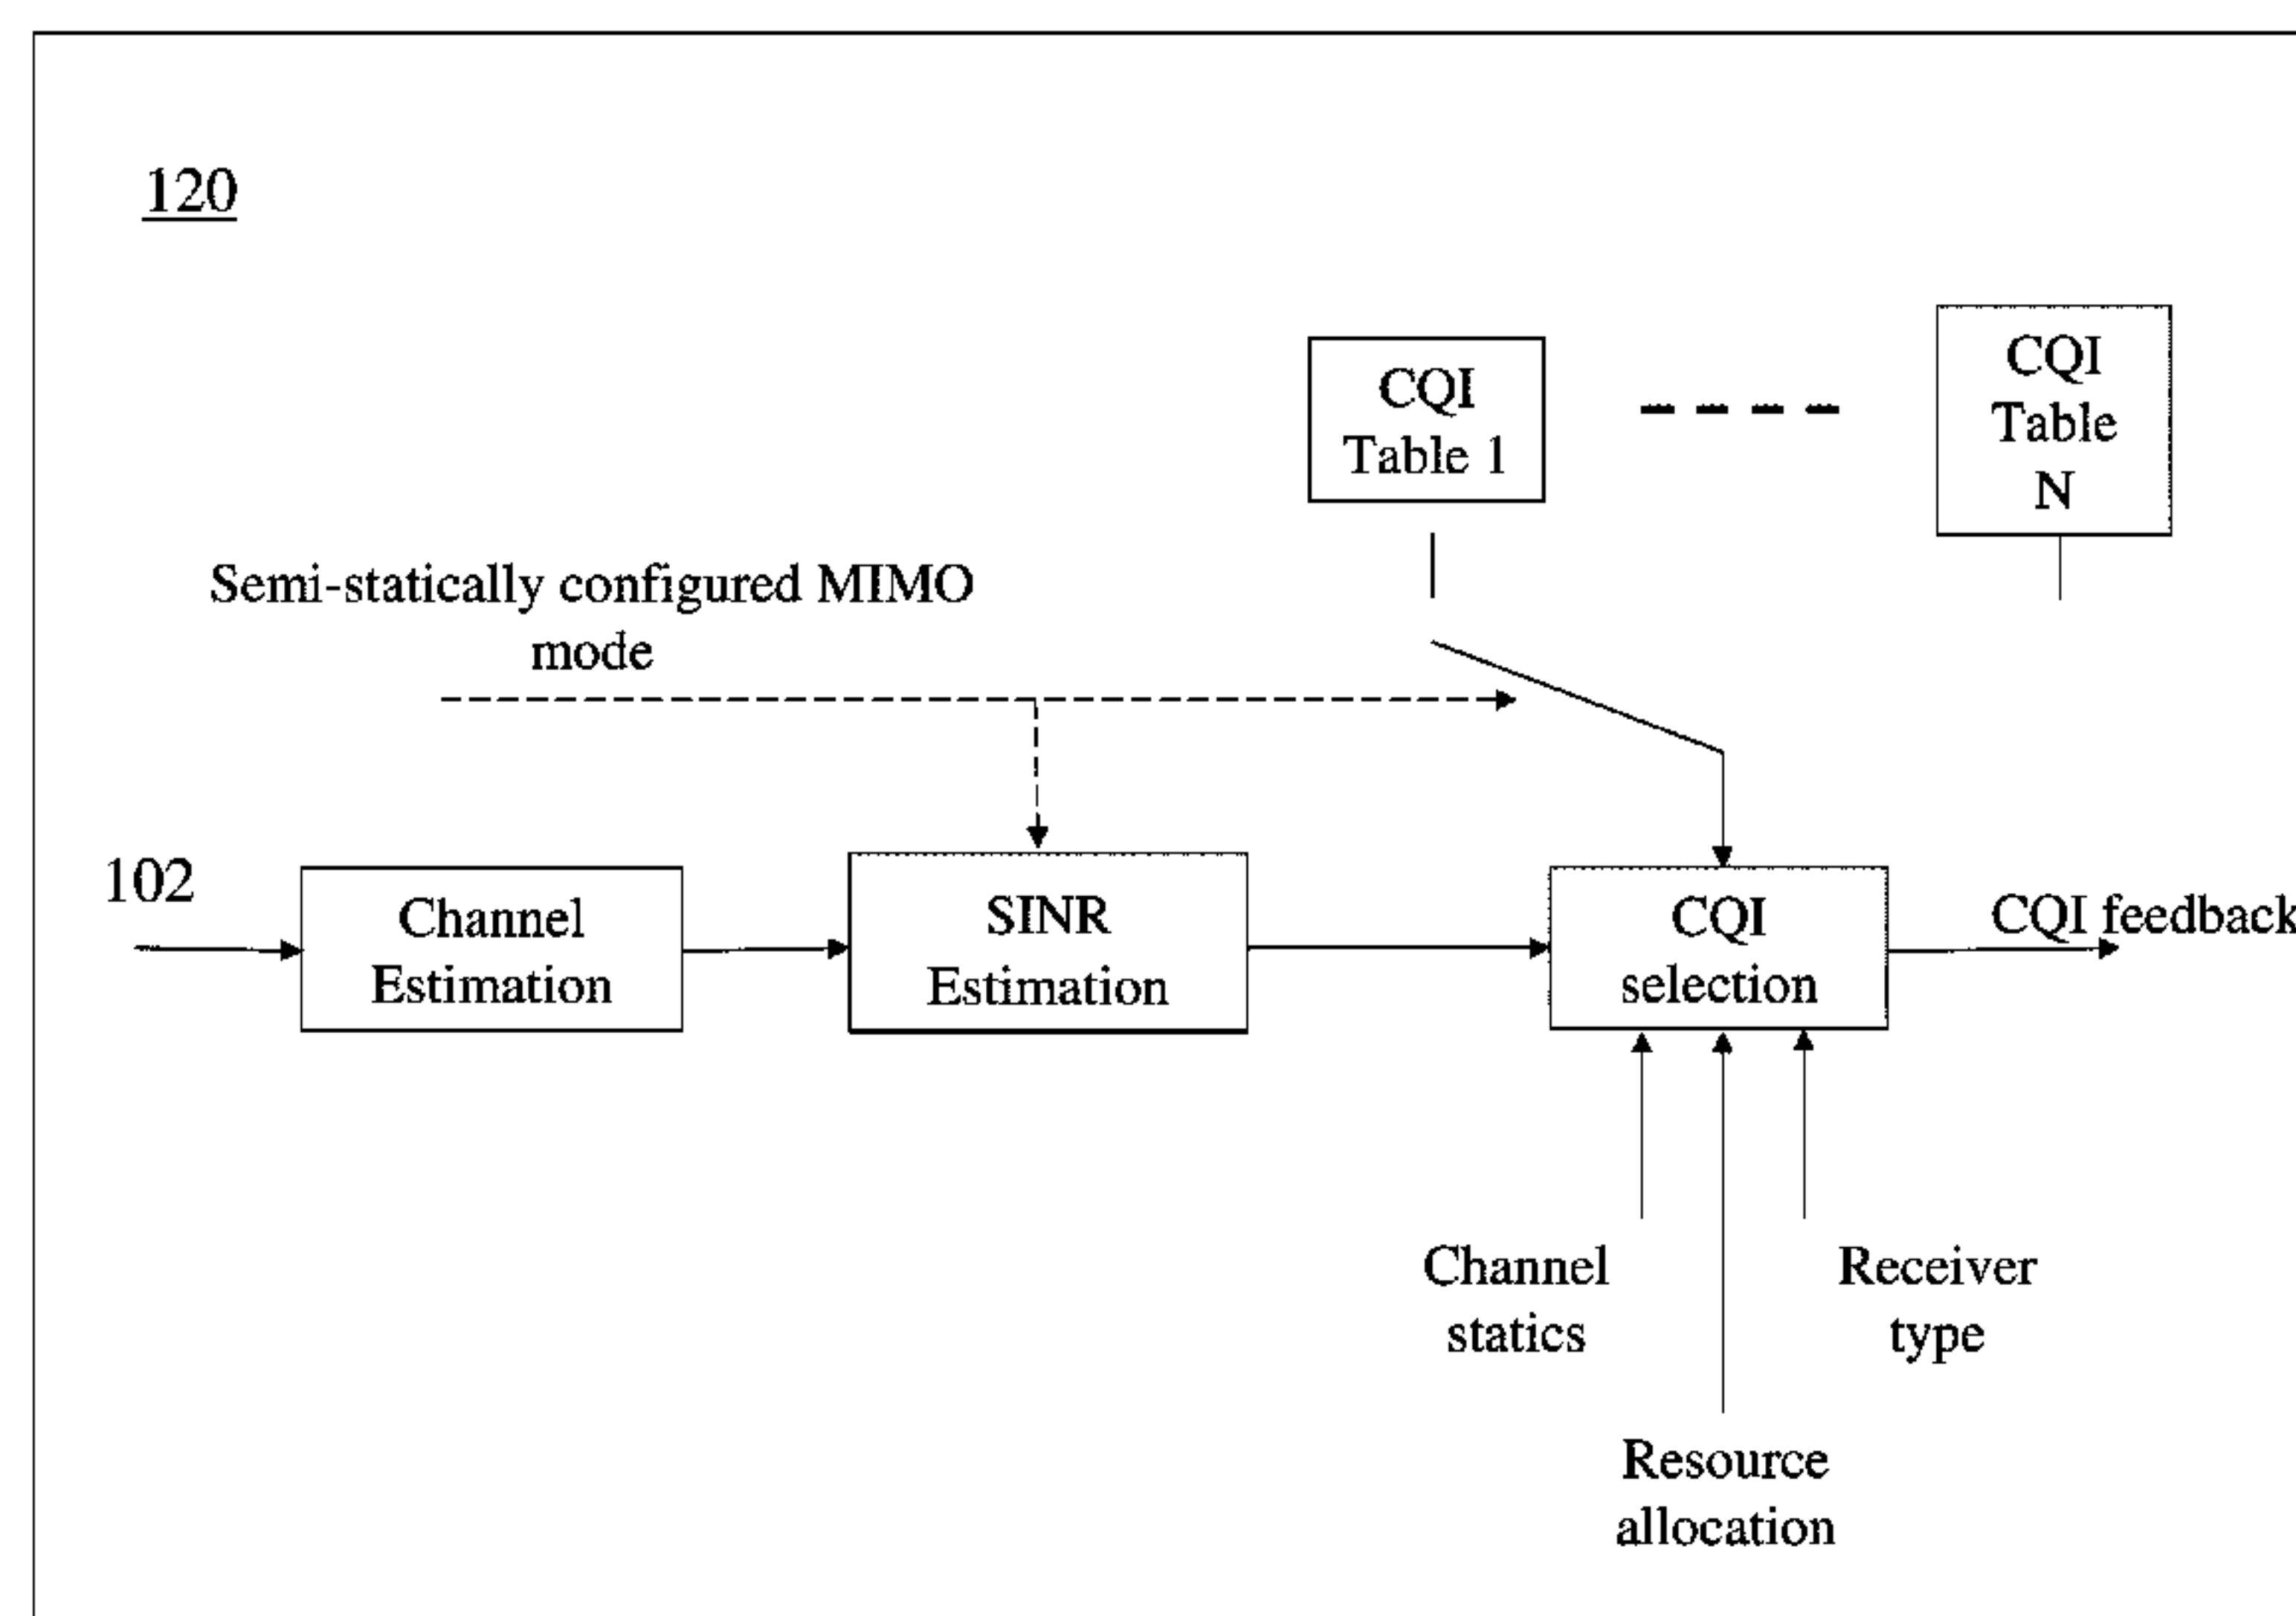 120
CQI
Table 1
CQI
Table
N
Semi-statically configured MIMO
mode
102
Channel
Estimation
SINR
Estimation
CQI
selection
CQI feedback
Channel
statics
Receiver
type
Resource
allocation